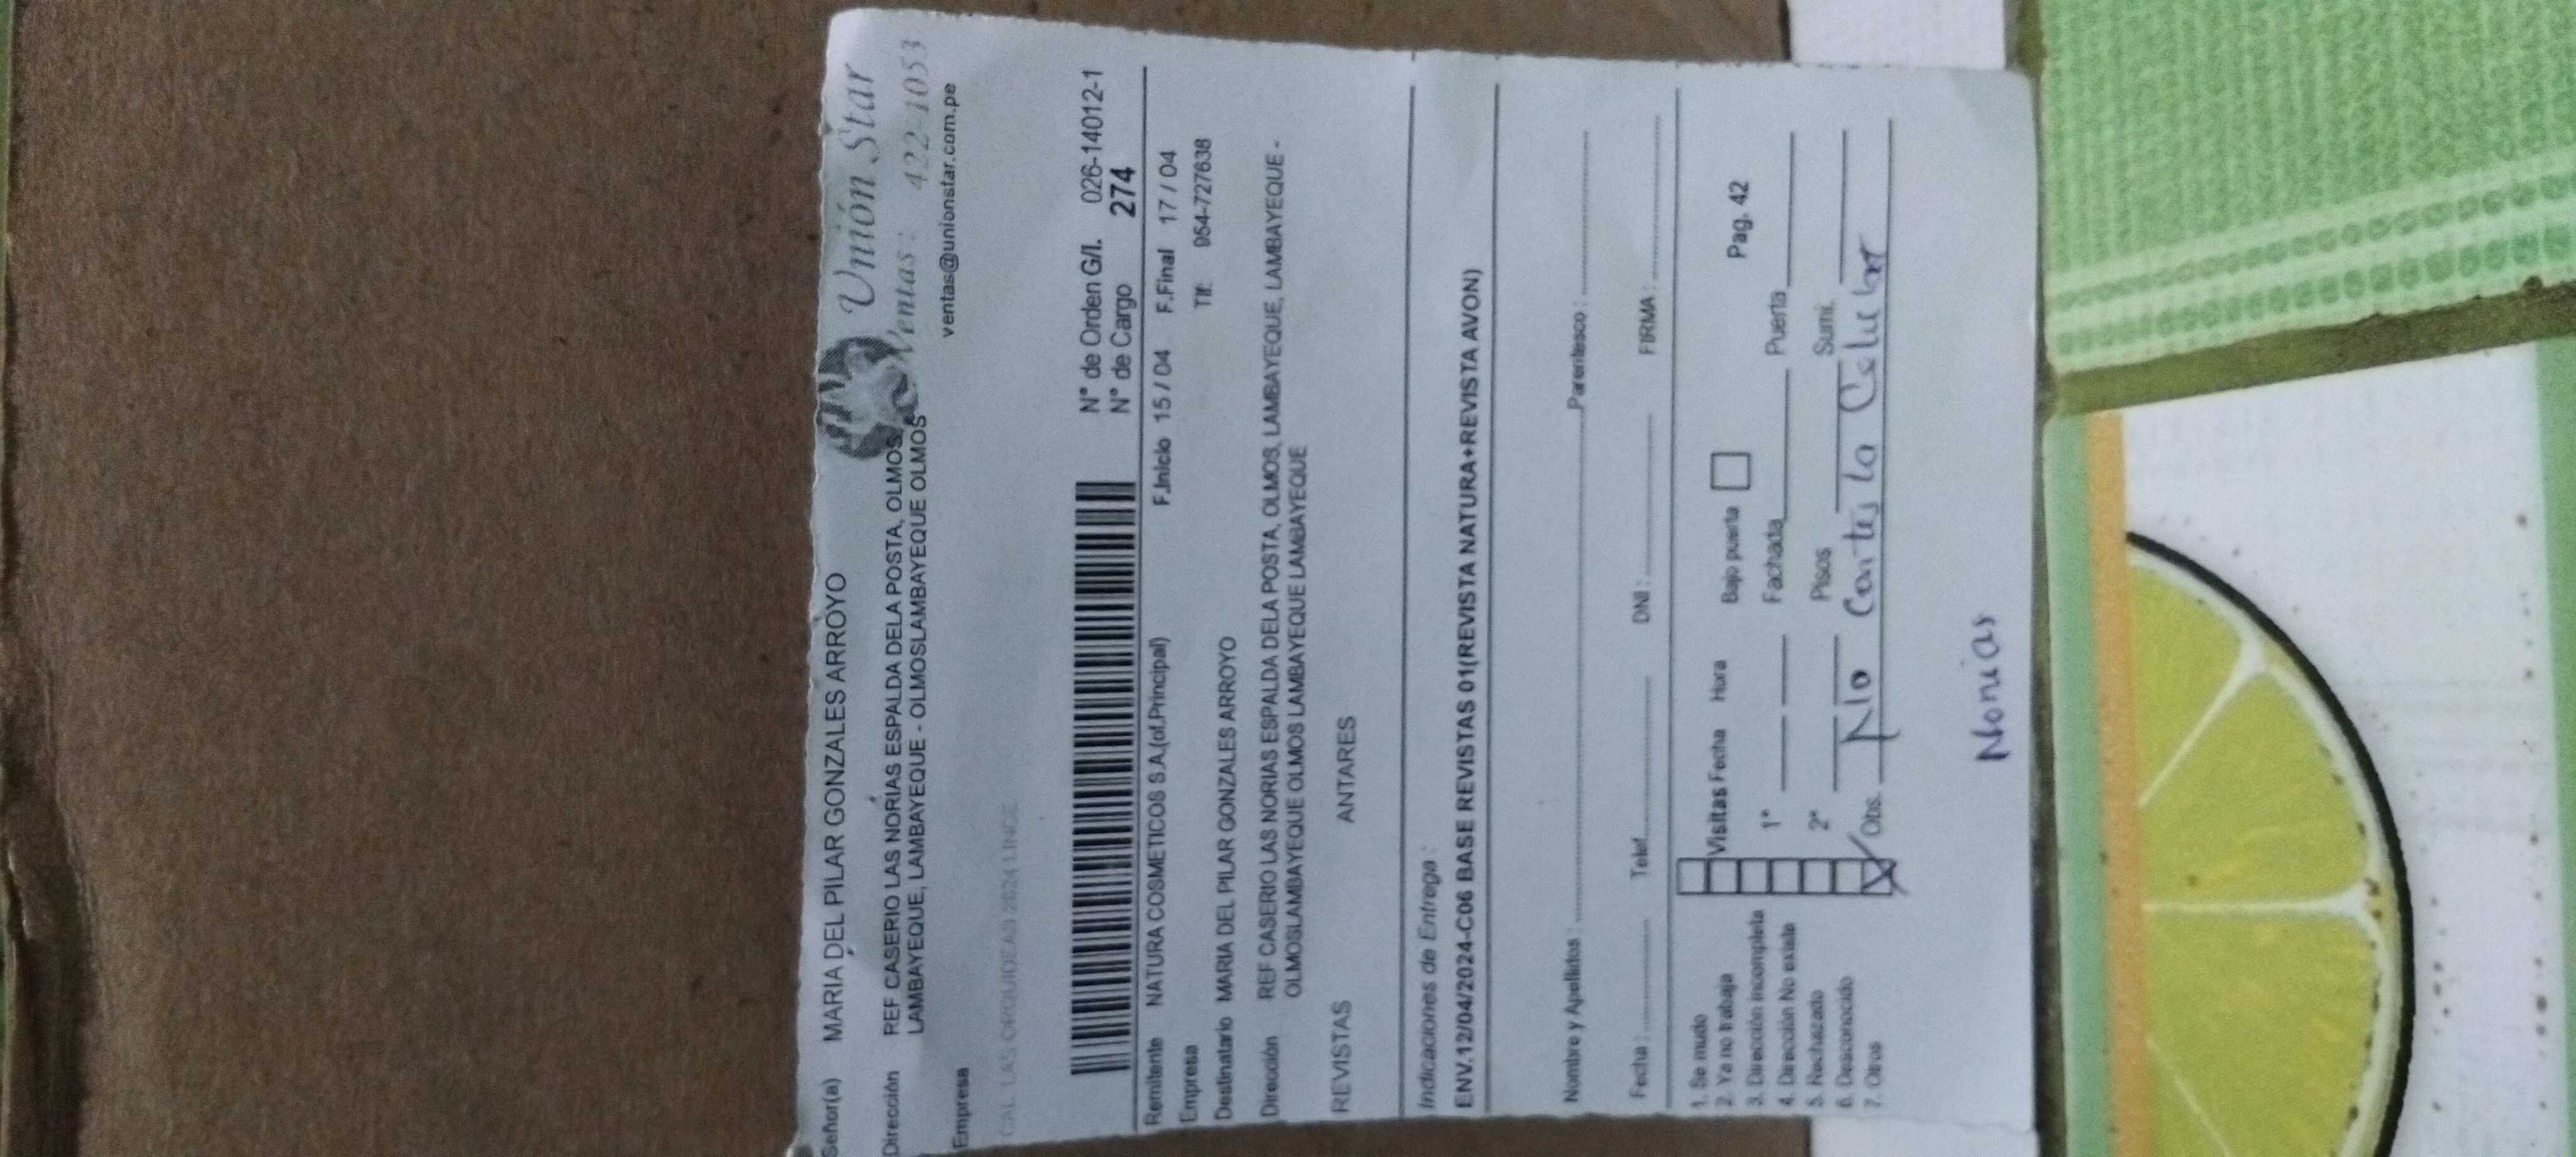 Señor(a) MARIA DEL PILAR GONZALES ARROYO
Unión Star
Ventas: 422-1053
ventas@unionstar.com.pe
Dirección REF CASERIO LAS NORIAS ESPALDA DELA POSTA, OLMOS,
LAMBAYEQUE, LAMBAYEQUE - OLMOSLAMBAYEQUE OLMOS
Empresa
CAL. LAS ORQUIDEAS 2624 LINCE
N° de Orden G/I. 026-14012-1
N° de Cargo 274
Remitente NATURA COSMETICOS S.A.(of.Principal) F.Inicio 15 / 04 F.Final 17 / 04
Empresa Tlf: 954-727638
Destinatario MARIA DEL PILAR GONZALES ARROYO
Dirección REF CASERIO LAS NORIAS ESPALDA DELA POSTA, OLMOS, LAMBAYEQUE, LAMBAYEQUE -
OLMOSLAMBAYEQUE OLMOS LAMBAYEQUE LAMBAYEQUE
REVISTAS ANTARES
Indicaciones de Entrega :
ENV.12/04/2024-C06 BASE REVISTAS 01(REVISTA NATURA+REVISTA AVON)
Nombre y Apellidos : Parentesco :
Fecha : Telef. DNI : FIRMA :
1. Se mudo
2. Ya no trabaja Visitas Fecha Hora Bajo puerta Pag. 42
3. Dirección incompleta 1° Fachada Puerta
4. Dirección No existe
5. Rechazado 2° Pisos Sumi.
6. Desconocido
7. Otros Obs. No Contesta Celular
Norias